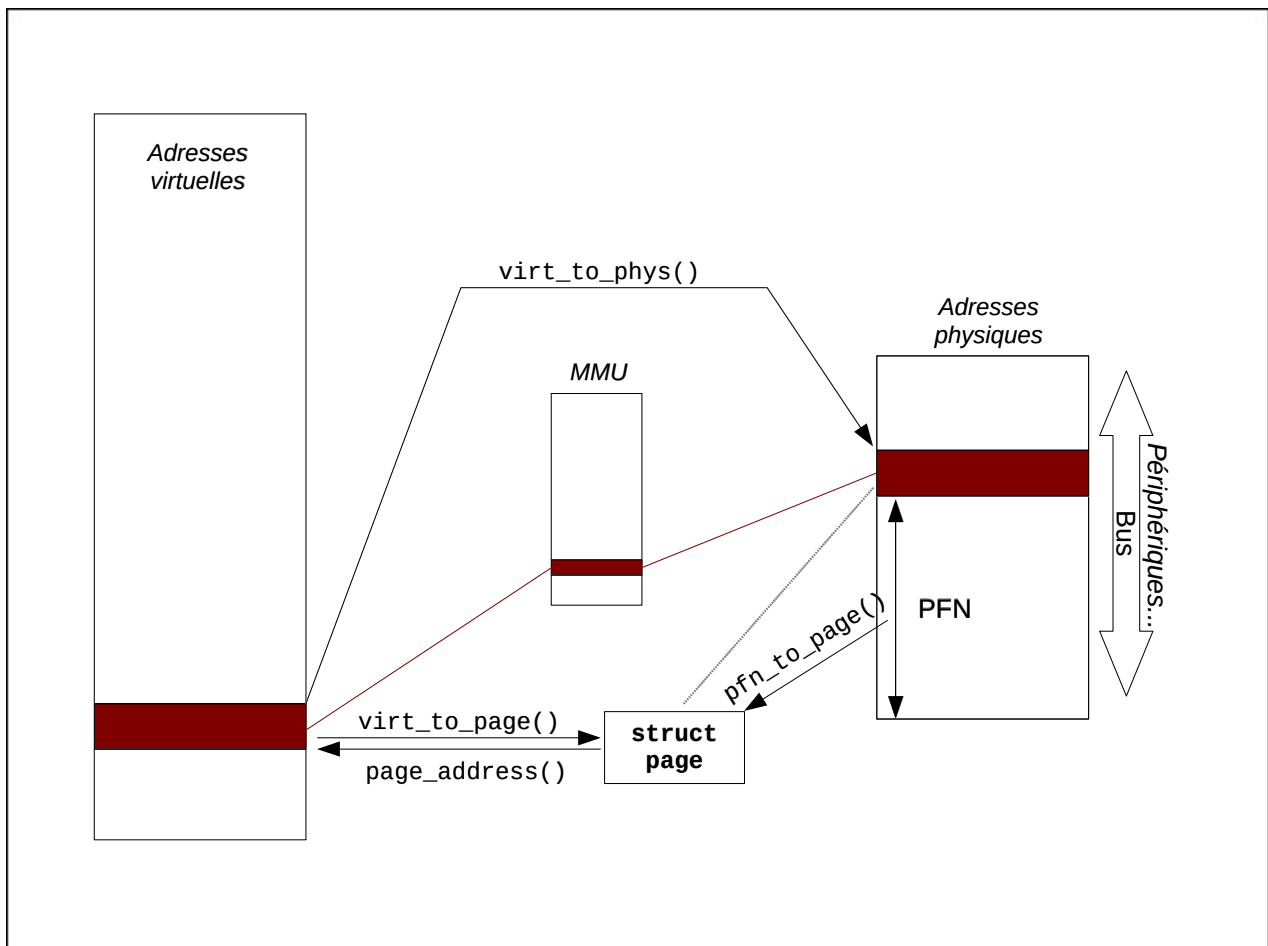 Adresses
virtuelles
virt_to_phys()
Adresses
physiques
MMU
Périphériques...
Bus
PFN
pfn_to_page()
virt_to_page()
page_address()
struct
page